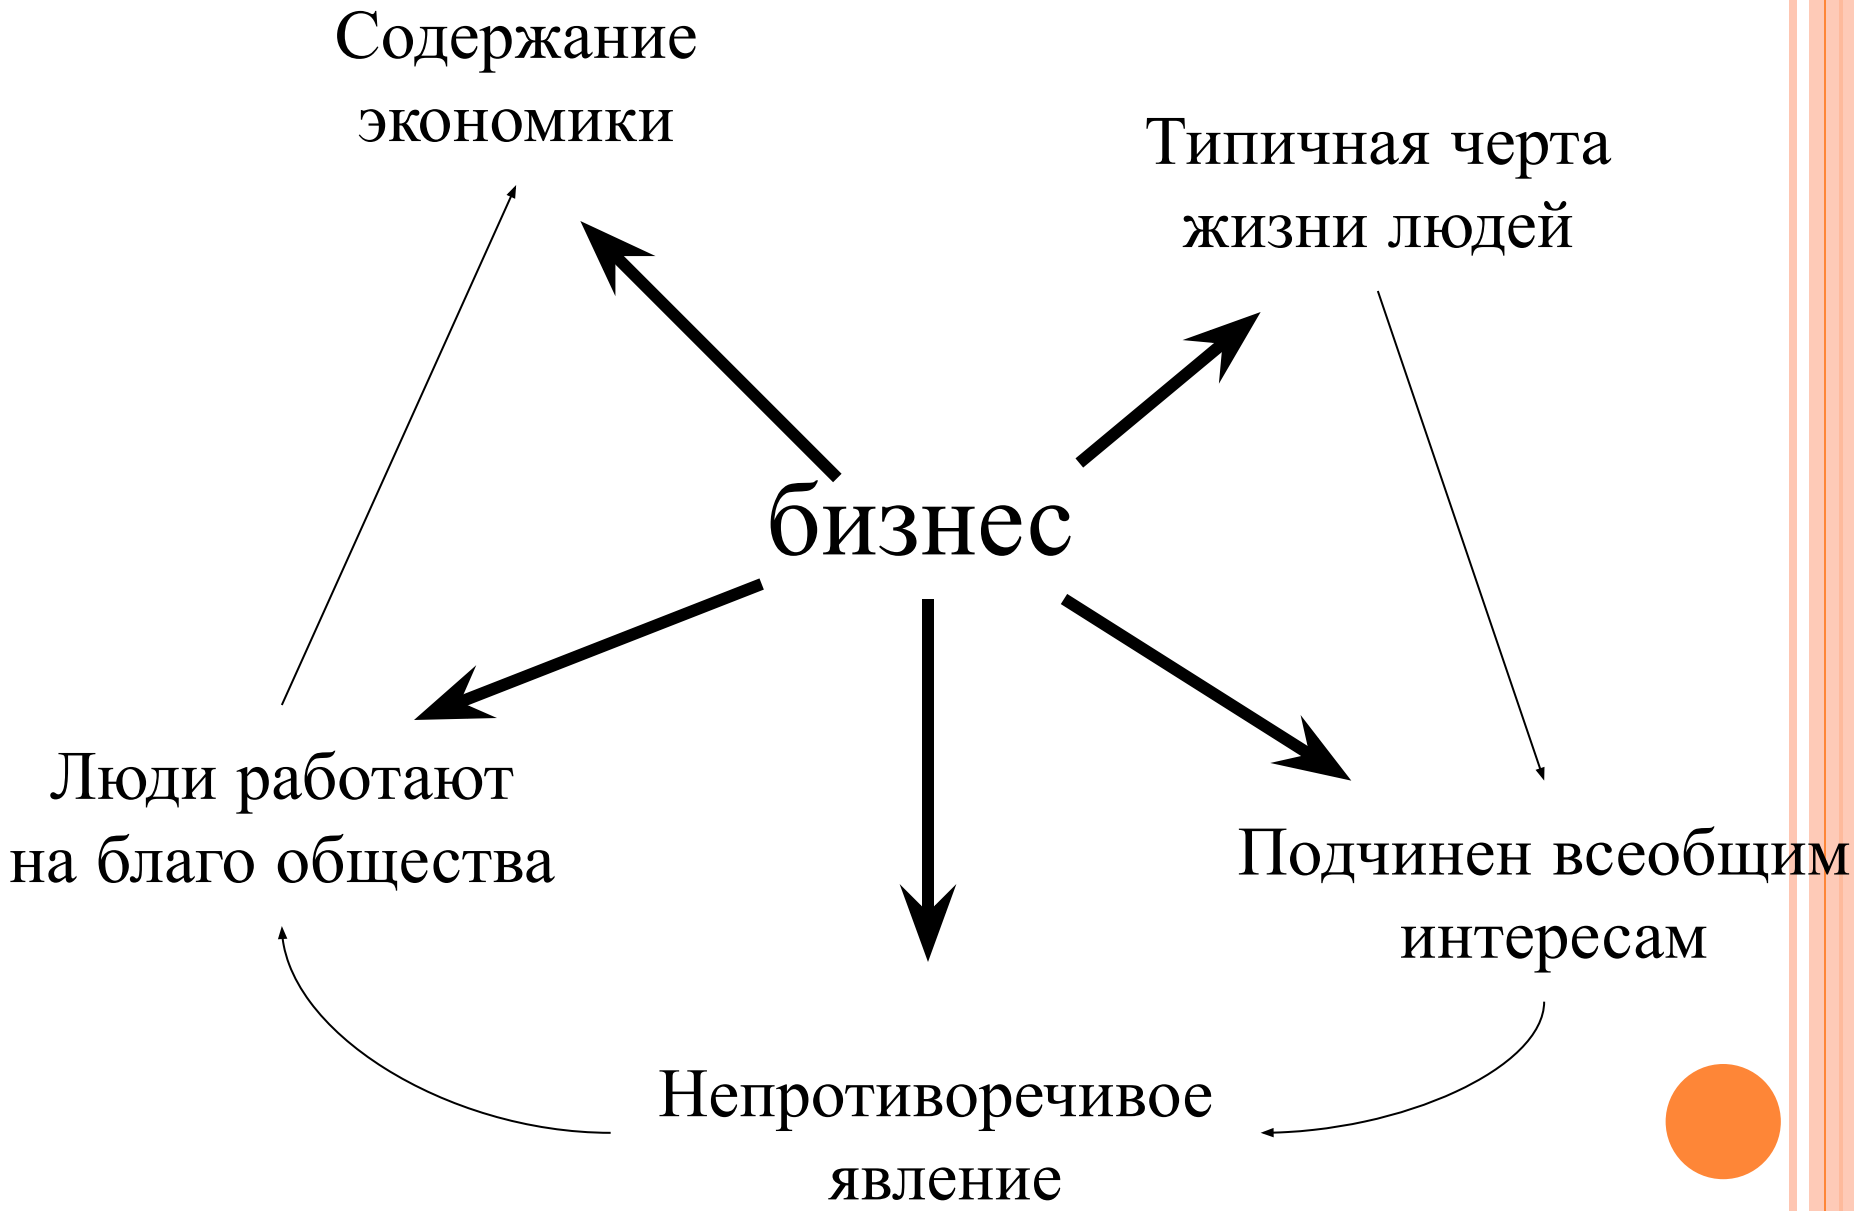 Содержание
экономики
Типичная черта
жизни людей
бизнес
Люди работают
на благо общества
Подчинен всеобщим
интересам
Непротиворечивое
явление